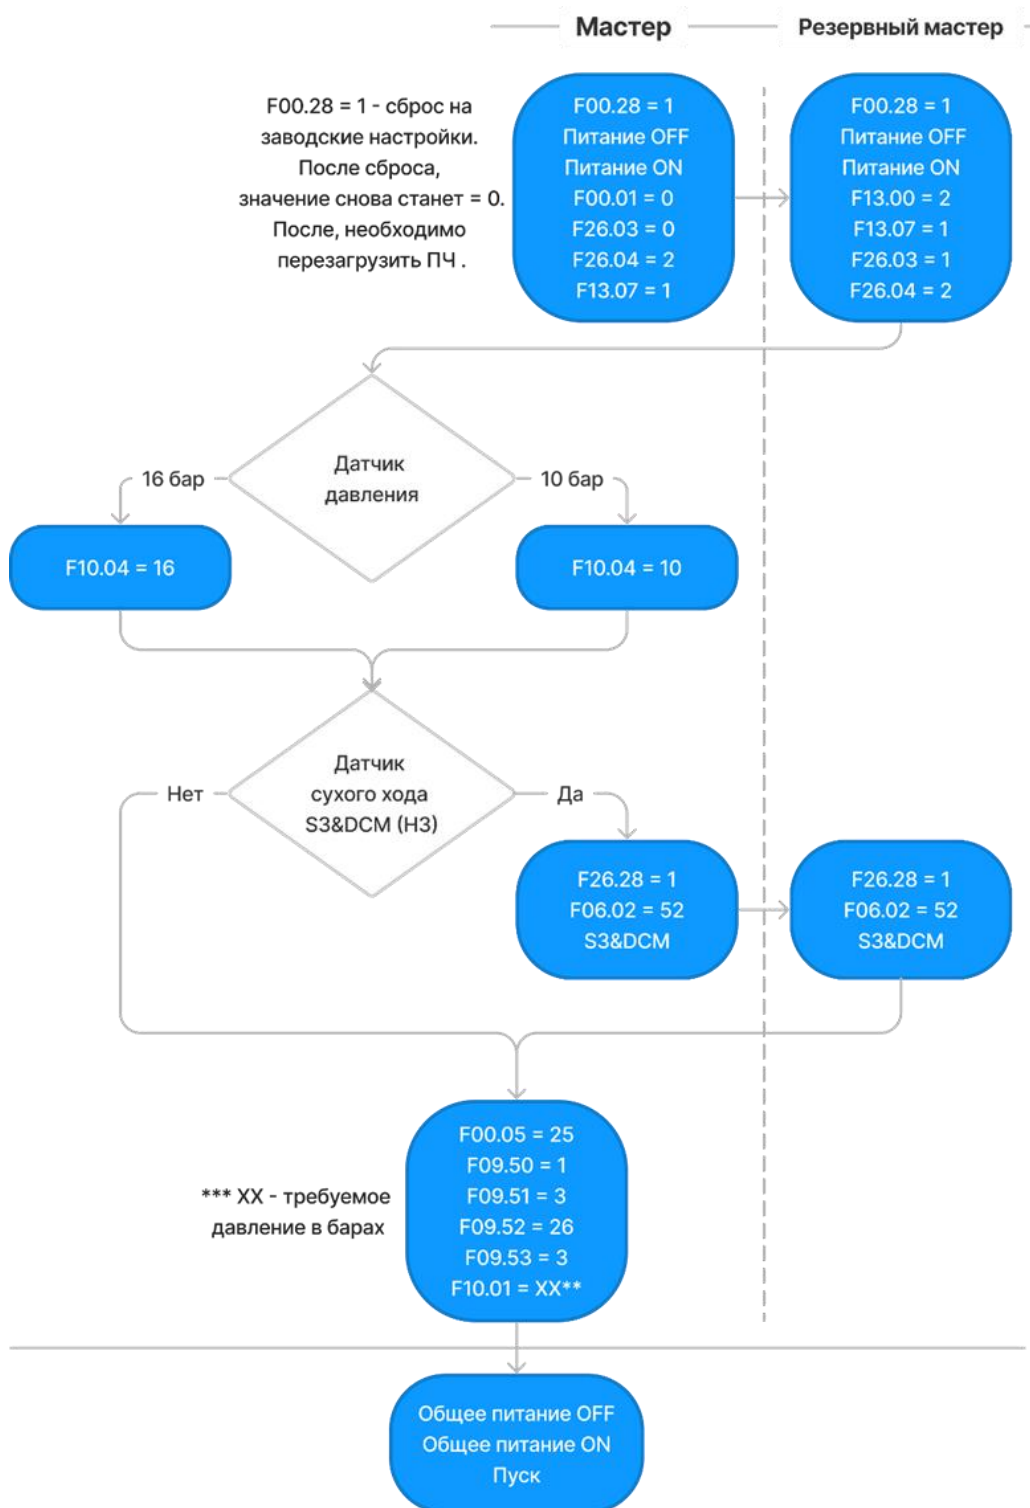 Мастер
Резервный мастер
F00.28 = 1 - сброс на
заводские настройки.
После сброса,
значение снова станет = 0.
После, необходимо
перезагрузить ПЧ .
F00.28 = 1
Питание OFF
Питание ON
F00.01 = 0
F26.03 = 0
F26.04 = 2
F13.07 = 1
F00.28 = 1
Питание OFF
Питание ON
F13.00 = 2
F13.07 = 1
F26.03 = 1
F26.04 = 2
Датчик
давления
16 бар
10 бар
F10.04 = 16
F10.04 = 10
Датчик
сухого хода
S3&DCM (НЗ)
Нет
Да
F26.28 = 1
F06.02 = 52
S3&DCM
F26.28 = 1
F06.02 = 52
S3&DCM
*** XX - требуемое
давление в барах
F00.05 = 25
F09.50 = 1
F09.51 = 3
F09.52 = 26
F09.53 = 3
F10.01 = XX**
Общее питание OFF
Общее питание ON
Пуск